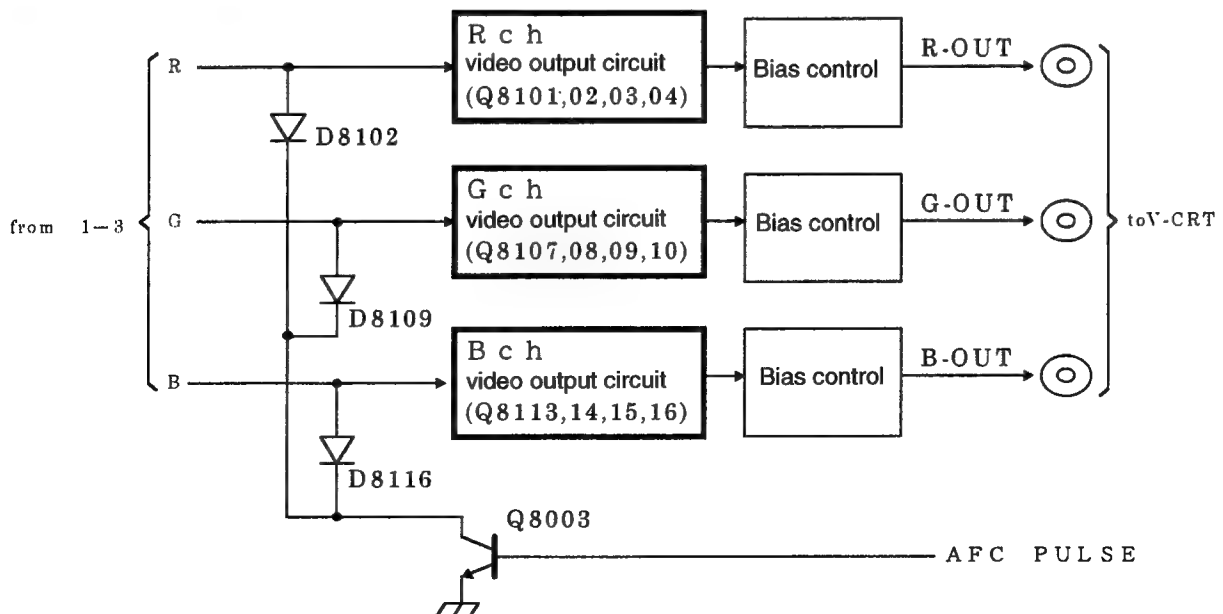 R
R c h
video output circuit
(Q8101,02,03,04)
Bias control
R-OUT
D8102
from 1-3
G
G c h
video output circuit
(Q8107,08,09,10)
Bias control
G-OUT
toV-CRT
D8109
B
B c h
video output circuit
(Q8113,14,15,16)
Bias control
B-OUT
D8116
Q8003
AFC PULSE